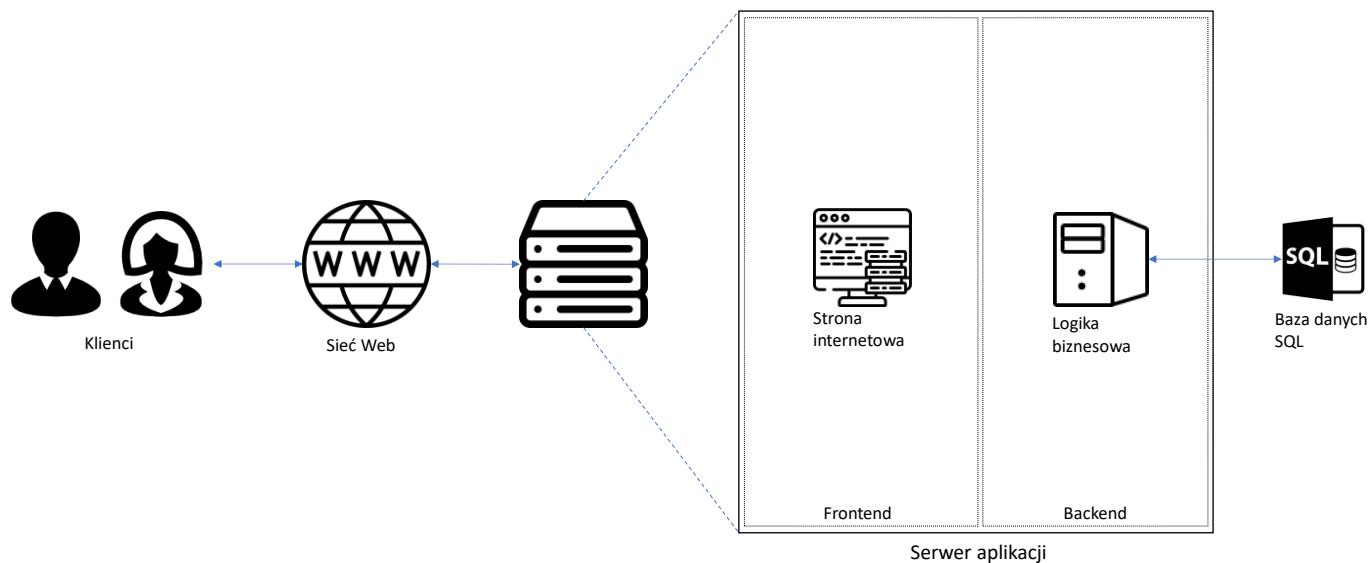 Klienci
WWW
Sieć Web
</>
Strona
internetowa
Logika
biznesowa
SQL
Baza danych
SQL
Frontend
Backend
Serwer aplikacji